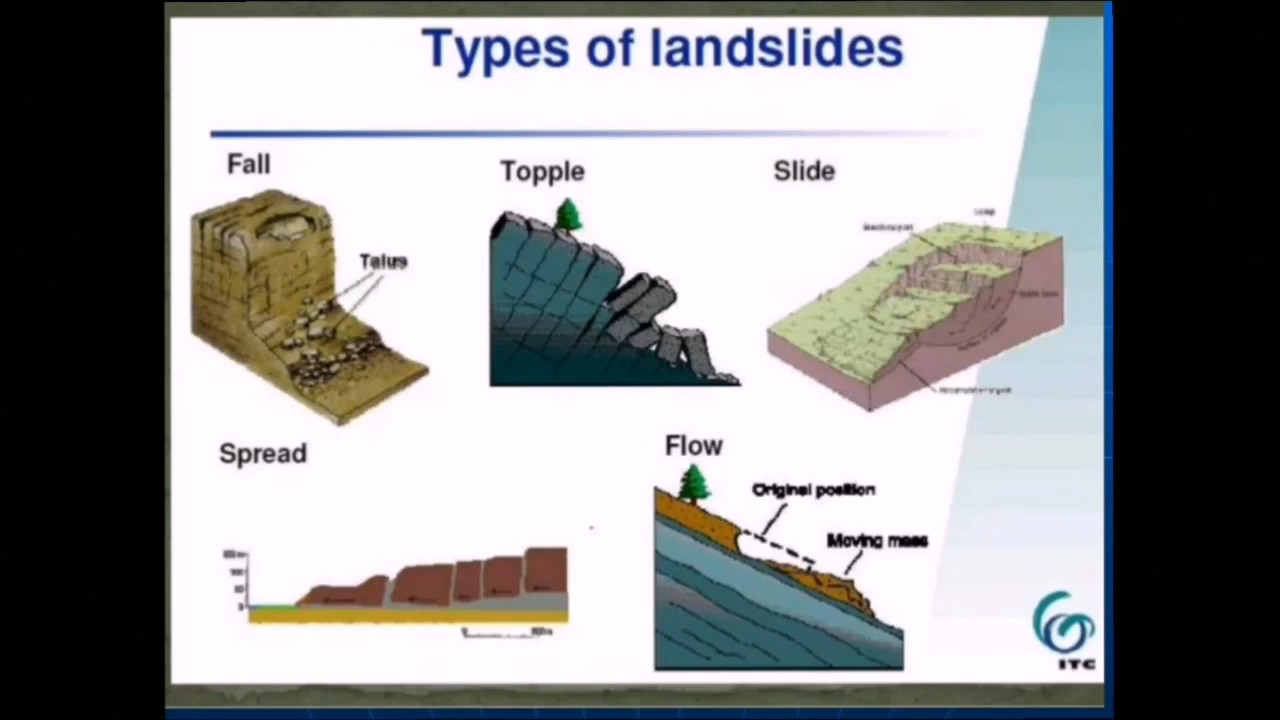 Types of landslides
Fall
Topple
Slide
Talus
Spread
Flow
Original position
Moving mass
ITC